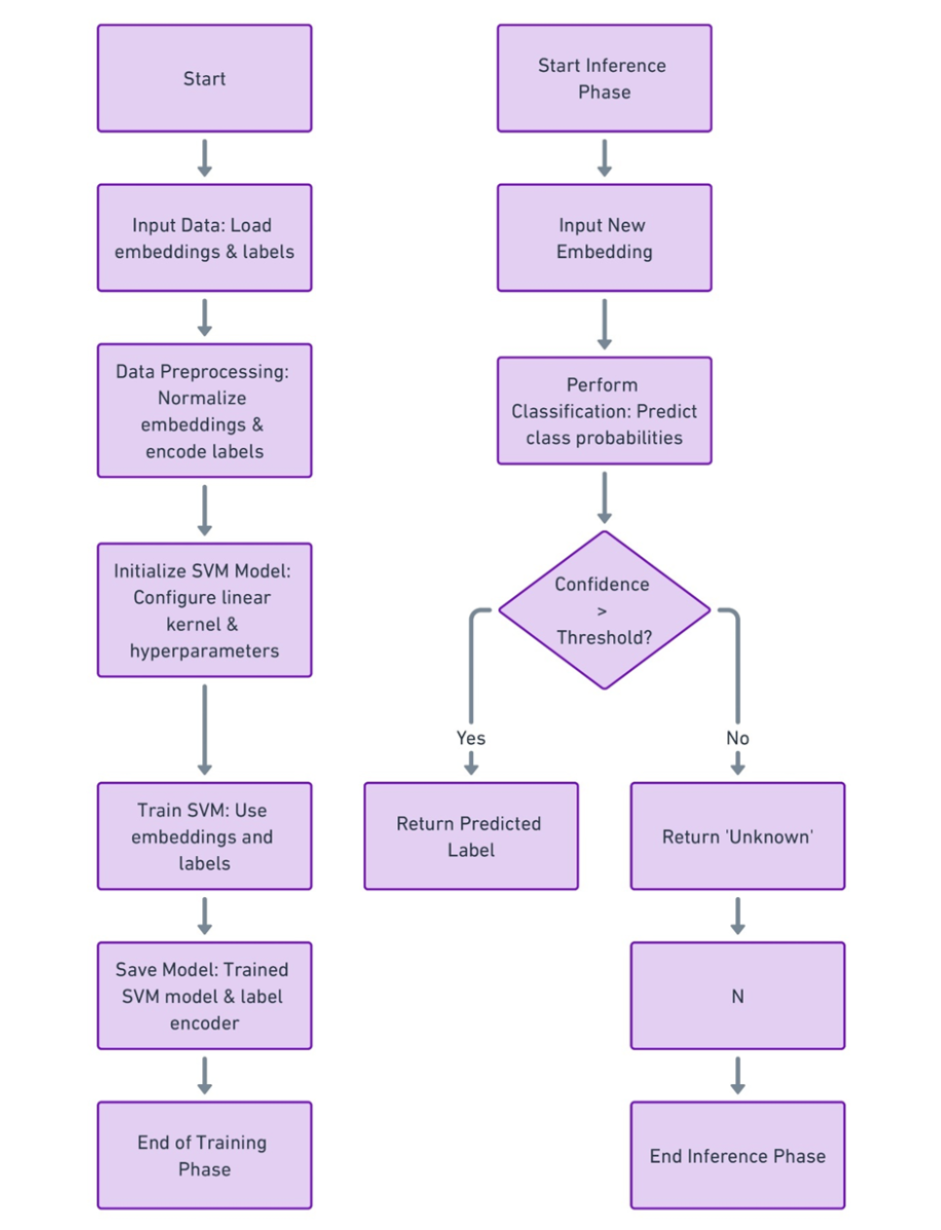 Start
Input Data: Load
embeddings & labels
Data Preprocessing:
Normalize
embeddings &
encode labels
Initialize SVM Model:
Configure linear
kernel &
hyperparameters
Train SVM: Use
embeddings and
labels
Save Model: Trained
SVM model & label
encoder
End of Training
Phase
Start Inference
Phase
Input New
Embedding
Perform
Classification: Predict
class probabilities
Confidence
>
Threshold?
Yes
No
Return Predicted
Label
Return 'Unknown'
N
End Inference Phase